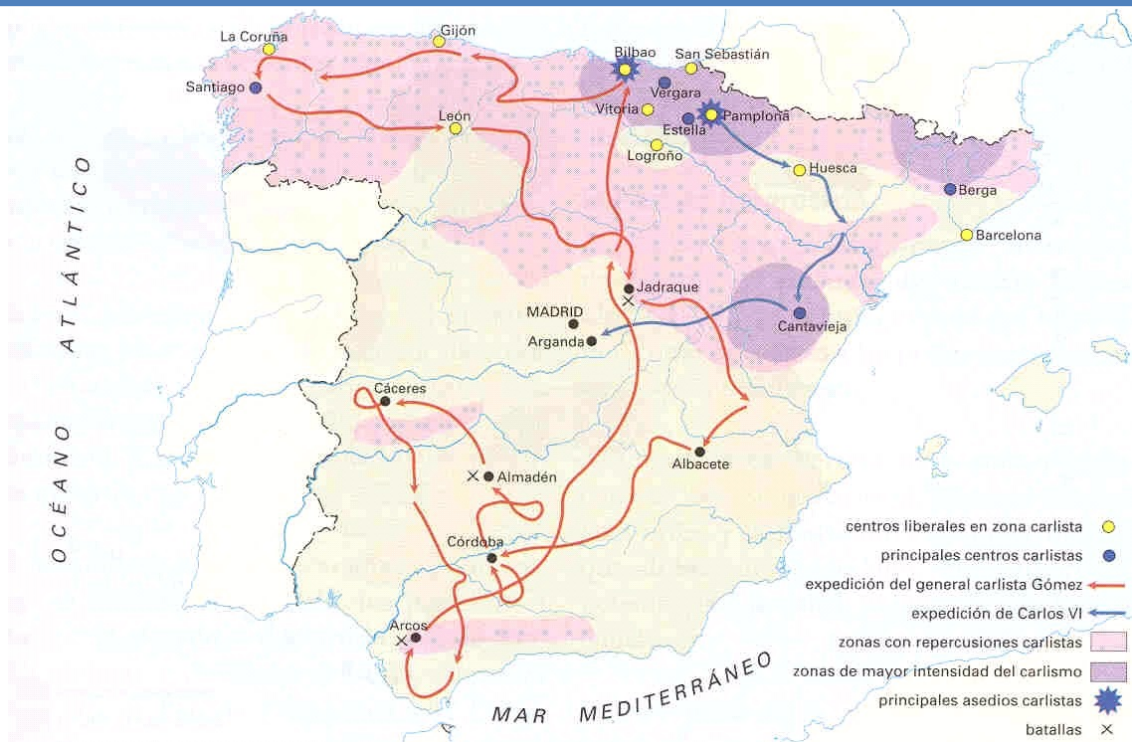 La Coruña
Gijón
Bilbao
San Sebastián
Santiago
Vergara
Vitoria
Pamplona
Estella
León
Logroño
Huesca
Berga
Barcelona
OCÉANO ATLÁNTICO
Jadraque
MADRID
Arganda
Cantavieja
Cáceres
Albacete
Almadén
Córdoba
Arcos
MAR MEDITERRÁNEO
centros liberales en zona carlista
principales centros carlistas
expedición del general carlista Gómez
expedición de Carlos VI
zonas con repercusiones carlistas
zonas de mayor intensidad del carlismo
principales asedios carlistas
batallas